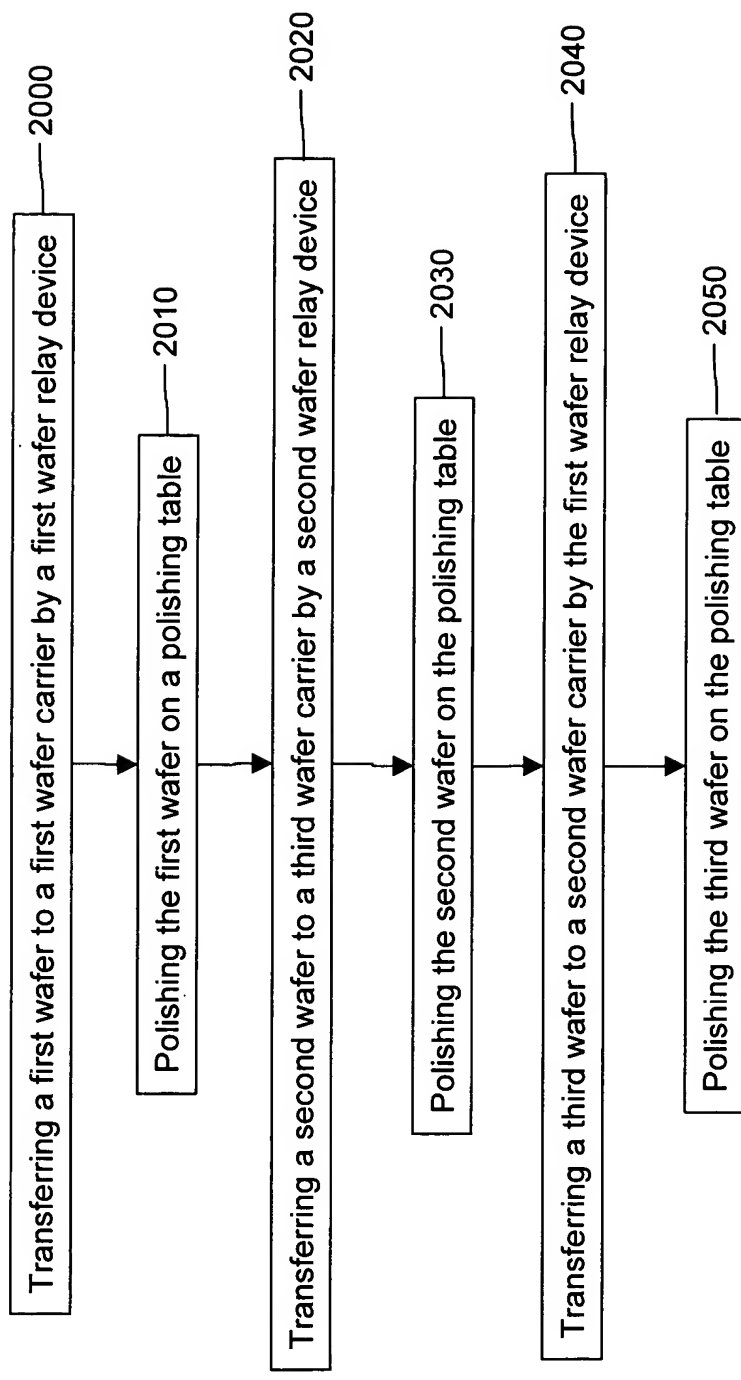 Transferring a first wafer to a first wafer carrier by a first wafer relay device
2000
Polishing the first wafer on a polishing table
2010
Transferring a second wafer to a third wafer carrier by a second wafer relay device
2020
Polishing the second wafer on the polishing table
2030
Transferring a third wafer to a second wafer carrier by the first wafer relay device
2040
Polishing the third wafer on the polishing table
2050